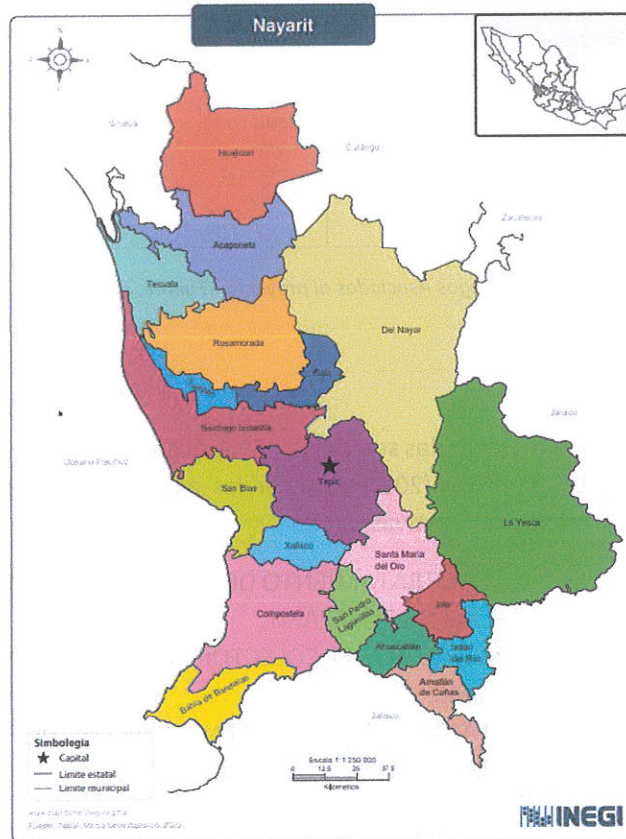 Nayarit
Sinaloa
Huajicori
Durango
Zacatecas
Acaponeta
Tecuala
Rosamorada
Del Nayar
Ruiz
Tuxpan
Santiago Ixcuintla
Jalisco
Océano Pacífico
San Blas
Tepic
La Yesca
Xalisco
Santa María
del Oro
Compostela
San Pedro
Lagunillas
Jala
Ahuacatlán
Ixtlán
del Río
Amatlán
de Cañas
Bahía de Banderas
Jalisco
Simbología
Capital
Límite estatal
Límite municipal
Escala 1:1 250 000
0 12.5 25 37.5
Kilómetros
INEGI